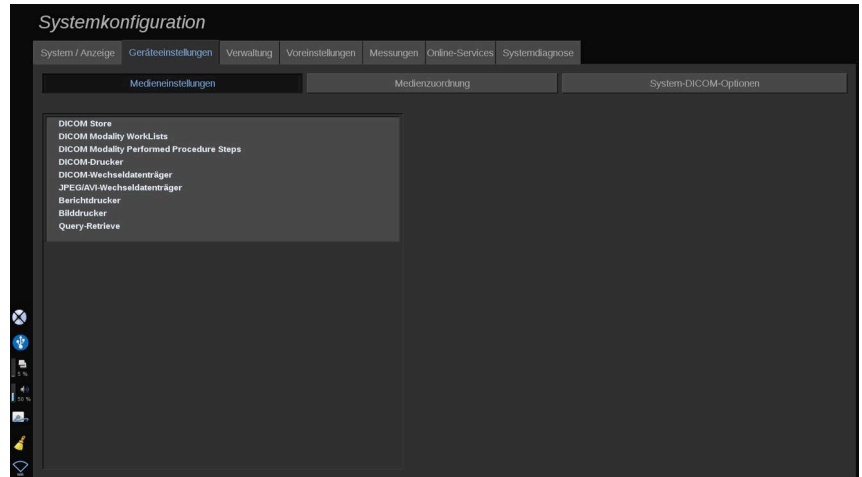 Systemkonfiguration
System / Anzeige Geräteeinstellungen Verwaltung Voreinstellungen Messungen Online-Services Systemdiagnose
Medieneinstellungen Medienzuordnung System-DICOM-Optionen
DICOM Store
DICOM Modality WorkLists
DICOM Modality Performed Procedure Steps
DICOM-Drucker
DICOM-Wechseldatenträger
JPEG/AVI-Wechseldatenträger
Berichtdrucker
Bilddrucker
Query-Retrieve
5 %
50 %